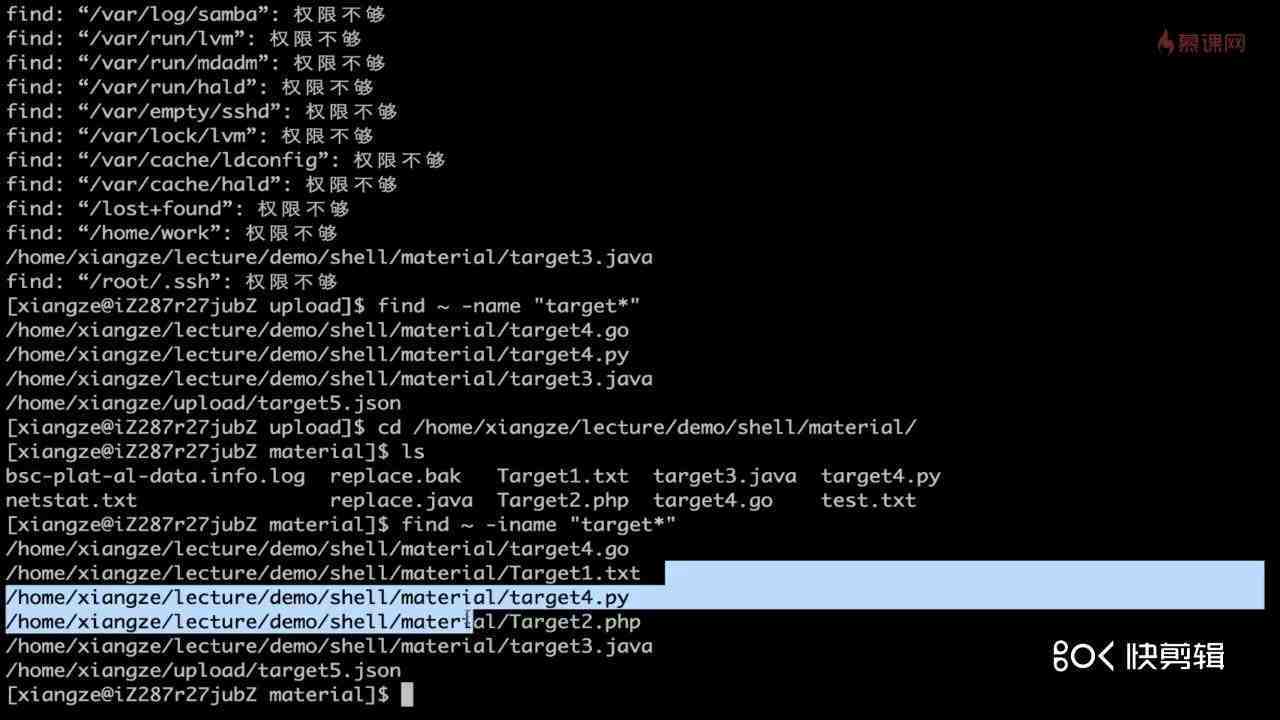 find: “/var/log/samba”: 权限不够
慕课网
find: “/var/run/lvm”: 权限不够
find: “/var/run/mdadm”: 权限不够
find: “/var/run/hald”: 权限不够
find: “/var/empty/sshd”: 权限不够
find: “/var/lock/lvm”: 权限不够
find: “/var/cache/ldconfig”: 权限不够
find: “/var/cache/hald”: 权限不够
find: “/lost+found”: 权限不够
find: “/home/work”: 权限不够
/home/xiangze/lecture/demo/shell/material/target3.java
find: “/root/.ssh”: 权限不够
[xiangze@iZ287r27jubZ upload]$ find ~ -name "target*"
/home/xiangze/lecture/demo/shell/material/target4.go
/home/xiangze/lecture/demo/shell/material/target4.py
/home/xiangze/lecture/demo/shell/material/target3.java
/home/xiangze/upload/target5.json
[xiangze@iZ287r27jubZ upload]$ cd /home/xiangze/lecture/demo/shell/material/
[xiangze@iZ287r27jubZ material]$ ls
bsc-plat-al-data.info.log replace.bak Target1.txt target3.java target4.py
netstat.txt replace.java Target2.php target4.go test.txt
[xiangze@iZ287r27jubZ material]$ find ~ -iname "target*"
/home/xiangze/lecture/demo/shell/material/target4.go
/home/xiangze/lecture/demo/shell/material/Target1.txt
/home/xiangze/lecture/demo/shell/material/target4.py
/home/xiangze/lecture/demo/shell/material/Target2.php
/home/xiangze/lecture/demo/shell/material/target3.java
快剪辑
/home/xiangze/upload/target5.json
[xiangze@iZ287r27jubZ material]$